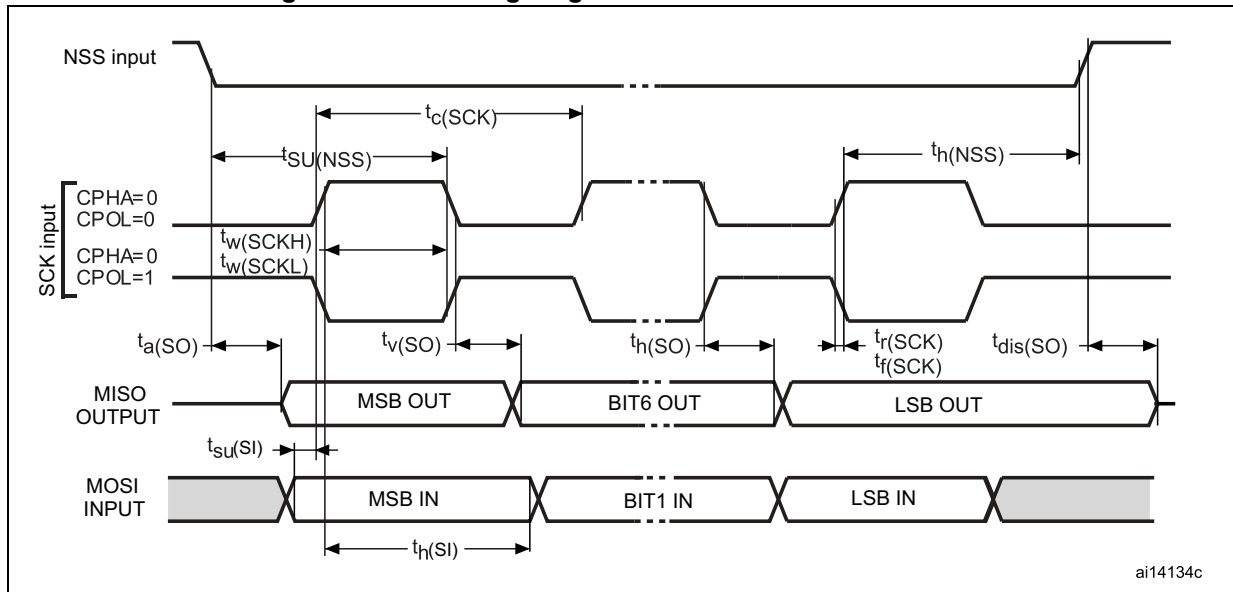 NSS input
tc(SCK)
tSU(NSS)
th(NSS)
SCK input
CPHA=0
CPOL=0
tw(SCKH)
CPHA=0
tw(SCKL)
CPOL=1
ta(SO)
tv(SO)
th(SO)
tr(SCK)
tf(SCK)
tdis(SO)
MISO
OUTPUT
MSB OUT
BIT6 OUT
LSB OUT
tsu(SI)
MOSI
INPUT
MSB IN
BIT1 IN
LSB IN
th(SI)
ai14134c